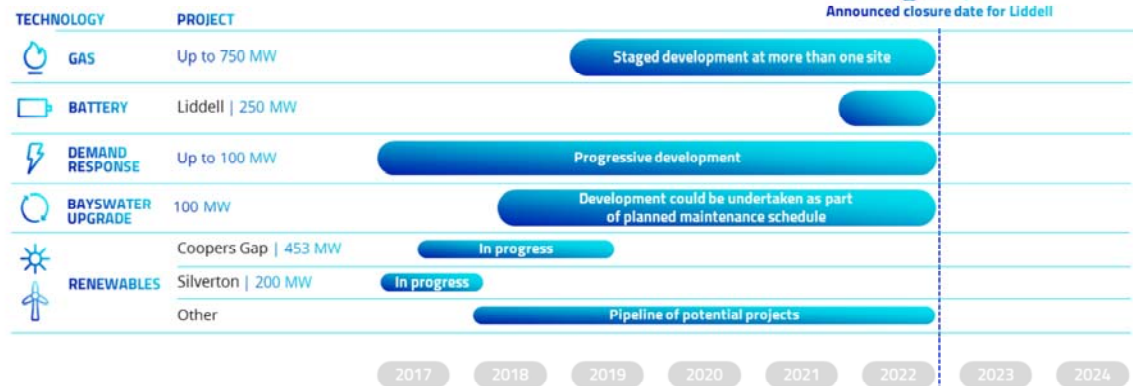 Announced closure date for Liddell
TECHNOLOGY PROJECT
GAS Up to 750 MW Staged development at more than one site
BATTERY Liddell | 250 MW
DEMAND RESPONSE Up to 100 MW Progressive development
BAYSWATER UPGRADE 100 MW Development could be undertaken as part
of planned maintenance schedule
Coopers Gap | 453 MW In progress
RENEWABLES Silverton | 200 MW In progress
Other Pipeline of potential projects
2017 2018 2019 2020 2021 2022 2023 2024